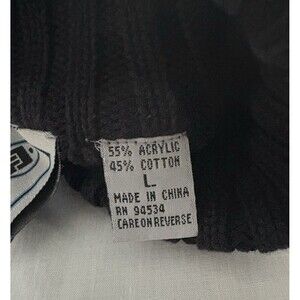 55% ACRYLIC
45% COTTON
L
MADE IN CHINA
RN 94534
CARE ON REVERSE